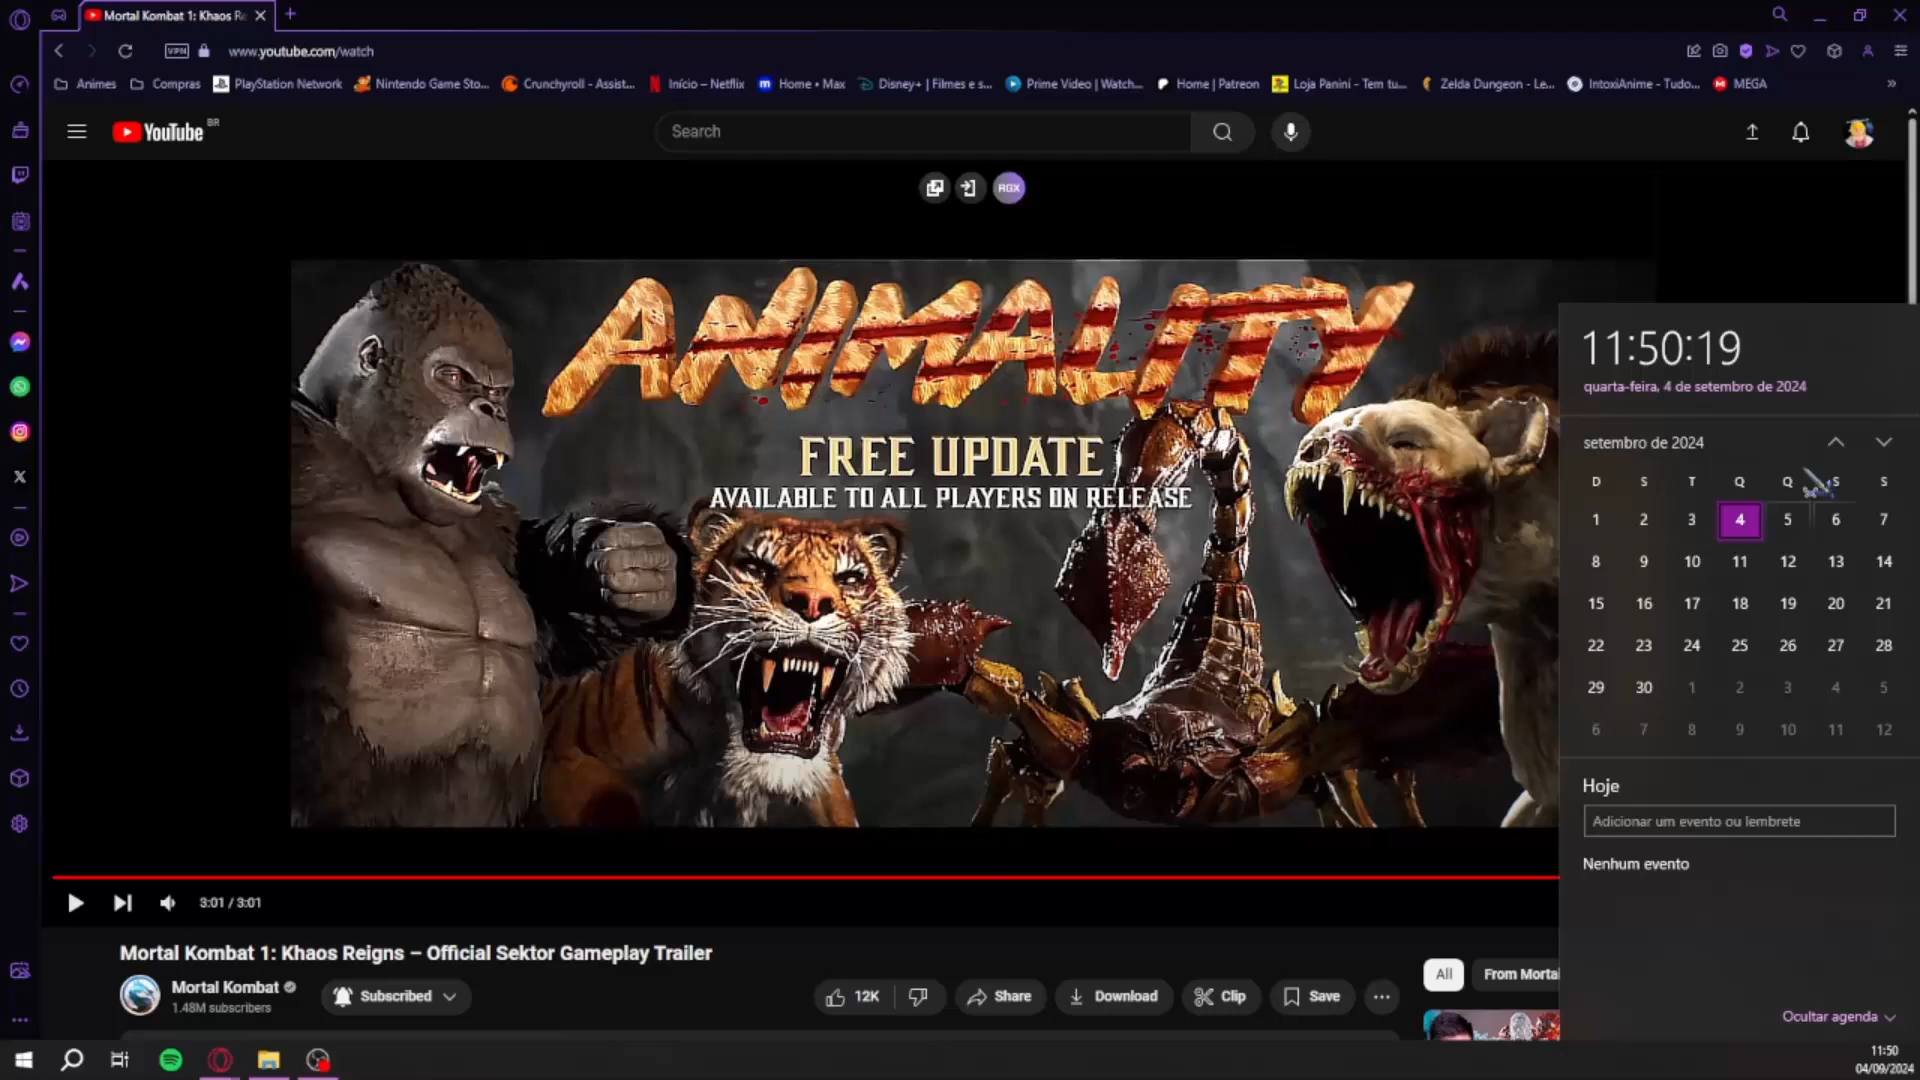 Mortal Kombat 1: Khaos Re
VPN www.youtube.com/watch
Animes Compras PlayStation Network Nintendo Game Sto... Crunchyroll - Assist... Início – Netflix Home • Max Disney+ | Filmes e s... Prime Video | Watch... Home | Patreon Loja Panini - Tem tu... Zelda Dungeon - Le... IntoxiAnime - Tudo... MEGA
YouTube BR
Search
RGX
ANIMALITY
FREE UPDATE
AVAILABLE TO ALL PLAYERS ON RELEASE
11:50:19
quarta-feira, 4 de setembro de 2024
setembro de 2024
D S T Q Q S S
1 2 3 4 5 6 7
8 9 10 11 12 13 14
15 16 17 18 19 20 21
22 23 24 25 26 27 28
29 30 1 2 3 4 5
6 7 8 9 10 11 12
Hoje
Adicionar um evento ou lembrete
Nenhum evento
Ocultar agenda
3:01 / 3:01
Mortal Kombat 1: Khaos Reigns – Official Sektor Gameplay Trailer
Mortal Kombat
1.48M subscribers
Subscribed
12K
Share
Download
Clip
Save
All
From Mortal
11:50
04/09/2024